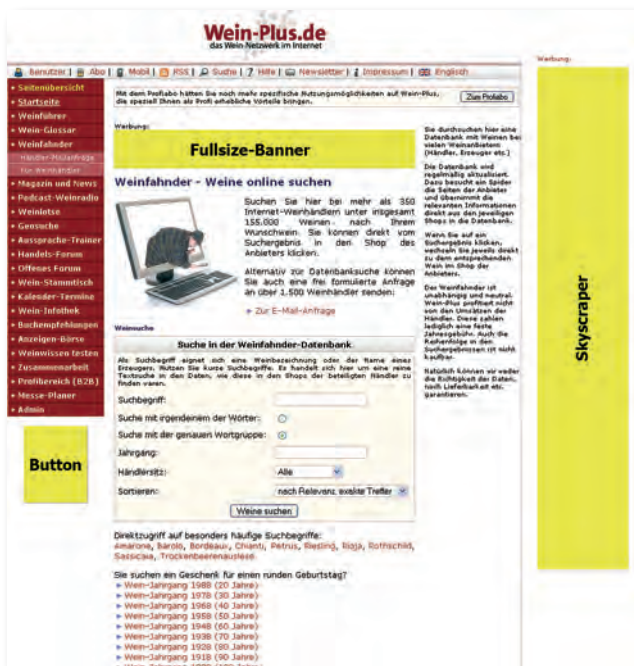 Wein-Plus.de
das Wein-Netzwerk im Internet
Werbung:
Benutzer | Abo | Mobil | RSS | Suche | Hilfe | Newsletter | Impressum | Englisch
Seitenübersicht
Startseite
Weinführer
Wein-Glossar
Weinfahnder
Händler-Mailanfrage
Für Weinhändler
Magazin und News
Podcast-Weinradio
Weinlotse
Geosuche
Aussprache-Trainer
Handels-Forum
Offenes Forum
Wein-Stammtisch
Kalender-Termine
Wein-Infothek
Buchempfehlungen
Anzeigen-Börse
Weinwissen testen
Zusammenarbeit
Profibereich (B2B)
Messe-Planer
Admin
Button
Mit dem Profiabo hätten Sie noch mehr spezifische Nutzungsmöglichkeiten auf Wein-Plus,
die speziell Ihnen als Profi erhebliche Vorteile bringen.
Zum Profiabo
Werbung:
Fullsize-Banner
Weinfahnder - Weine online suchen
Suchen Sie hier bei mehr als 350
Internet-Weinhändlern unter insgesamt
155.000 Weinen nach Ihrem
Wunschwein. Sie können direkt vom
Suchergebnis in den Shop des
Anbieters klicken.
Alternativ zur Datenbanksuche können
Sie auch eine frei formulierte Anfrage
an über 1.500 Weinhändler senden:
Zur E-Mail-Anfrage
Weinsuche
Suche in der Weinfahnder-Datenbank
Als Suchbegriff eignet sich eine Weinbezeichnung oder der Name eines
Erzeugers. Nutzen Sie kurze Suchbegriffe. Es handelt sich hier um eine reine
Textsuche in den Daten, wie diese in den Shops der beteiligten Händler zu
finden waren.
Suchbegriff:
Suche mit irgendeinem der Wörter:
Suche mit der genauen Wortgruppe:
Jahrgang:
Händlersitz: Alle
Sortieren: nach Relevanz, exakte Treffer
Weine suchen
Direktzugriff auf besonders häufige Suchbegriffe:
Amarone, Barolo, Bordeaux, Chianti, Petrus, Riesling, Rioja, Rothschild,
Sassicaia, Trockenbeerenauslese
Sie suchen ein Geschenk für einen runden Geburtstag?
Wein-Jahrgang 1988 (20 Jahre)
Wein-Jahrgang 1978 (30 Jahre)
Wein-Jahrgang 1968 (40 Jahre)
Wein-Jahrgang 1958 (50 Jahre)
Wein-Jahrgang 1948 (60 Jahre)
Wein-Jahrgang 1938 (70 Jahre)
Wein-Jahrgang 1928 (80 Jahre)
Wein-Jahrgang 1918 (90 Jahre)
Sie durchsuchen hier eine
Datenbank mit Weinen bei
vielen Weinanbietern
(Händler, Erzeuger etc.)
Die Datenbank wird
regelmäßig aktualisiert.
Dazu besucht ein Spider
die Seiten der Anbieter
und übernimmt die
relevanten Informationen
direkt aus den jeweiligen
Shops in die Datenbank.
Wenn Sie auf ein
Suchergebnis klicken,
wechseln Sie jeweils direkt
zu dem entsprechenden
Wein im Shop der
Anbieters.
Der Weinfahnder ist
unabhängig und neutral.
Wein-Plus profitiert nicht
von den Umsätzen der
Händler. Diese zahlen
lediglich eine feste
Jahresgebühr. Auch die
Reihenfolge in den
Suchergebnissen ist nicht
kaufbar.
Natürlich können wir weder
die Richtigkeit der Daten,
noch Lieferbarkeit etc.
garantieren.
Skyscraper